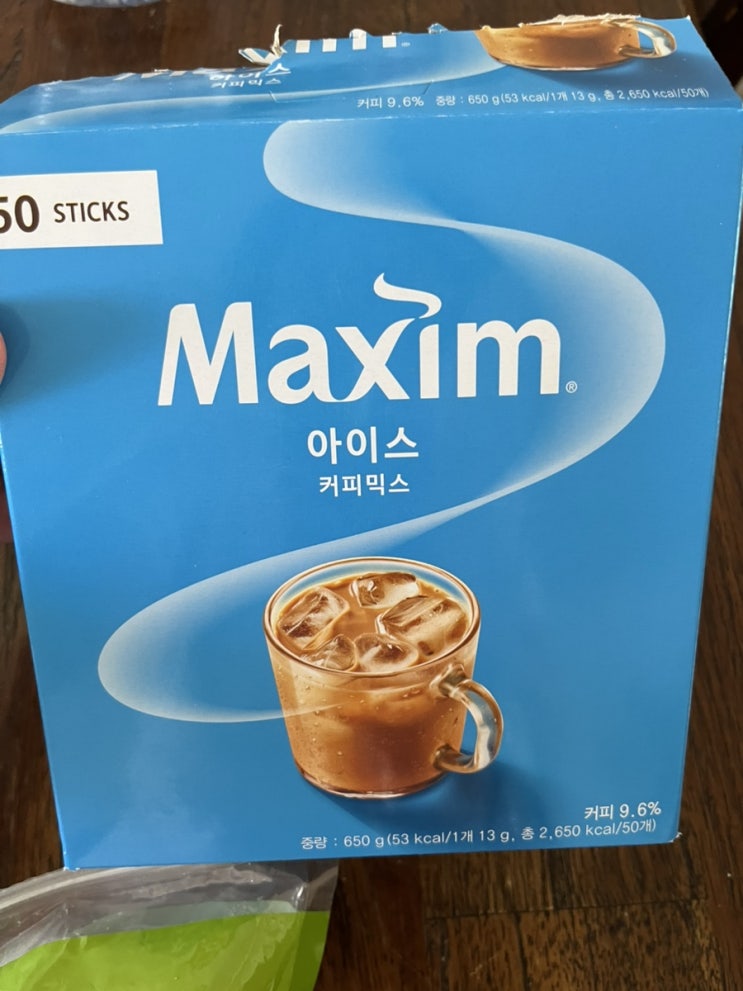 아이스
커피믹스
커피 9.6% 중량 : 650 g (53 kcal/1개 13 g, 총 2,650 kcal/50개)
50 STICKS
Maxim®
아이스
커피믹스
커피 9.6%
중량 : 650 g (53 kcal/1개 13 g, 총 2,650 kcal/50개)